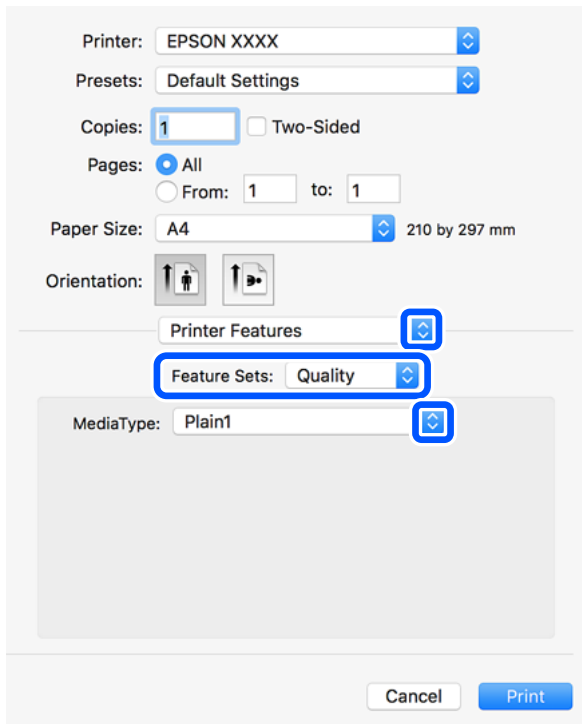 Printer: EPSON XXXX
Presets: Default Settings
Copies: 1 Two-Sided
Pages: All
From: 1 to: 1
Paper Size: A4 210 by 297 mm
Orientation:
Printer Features
Feature Sets: Quality
MediaType: Plain1
Cancel Print